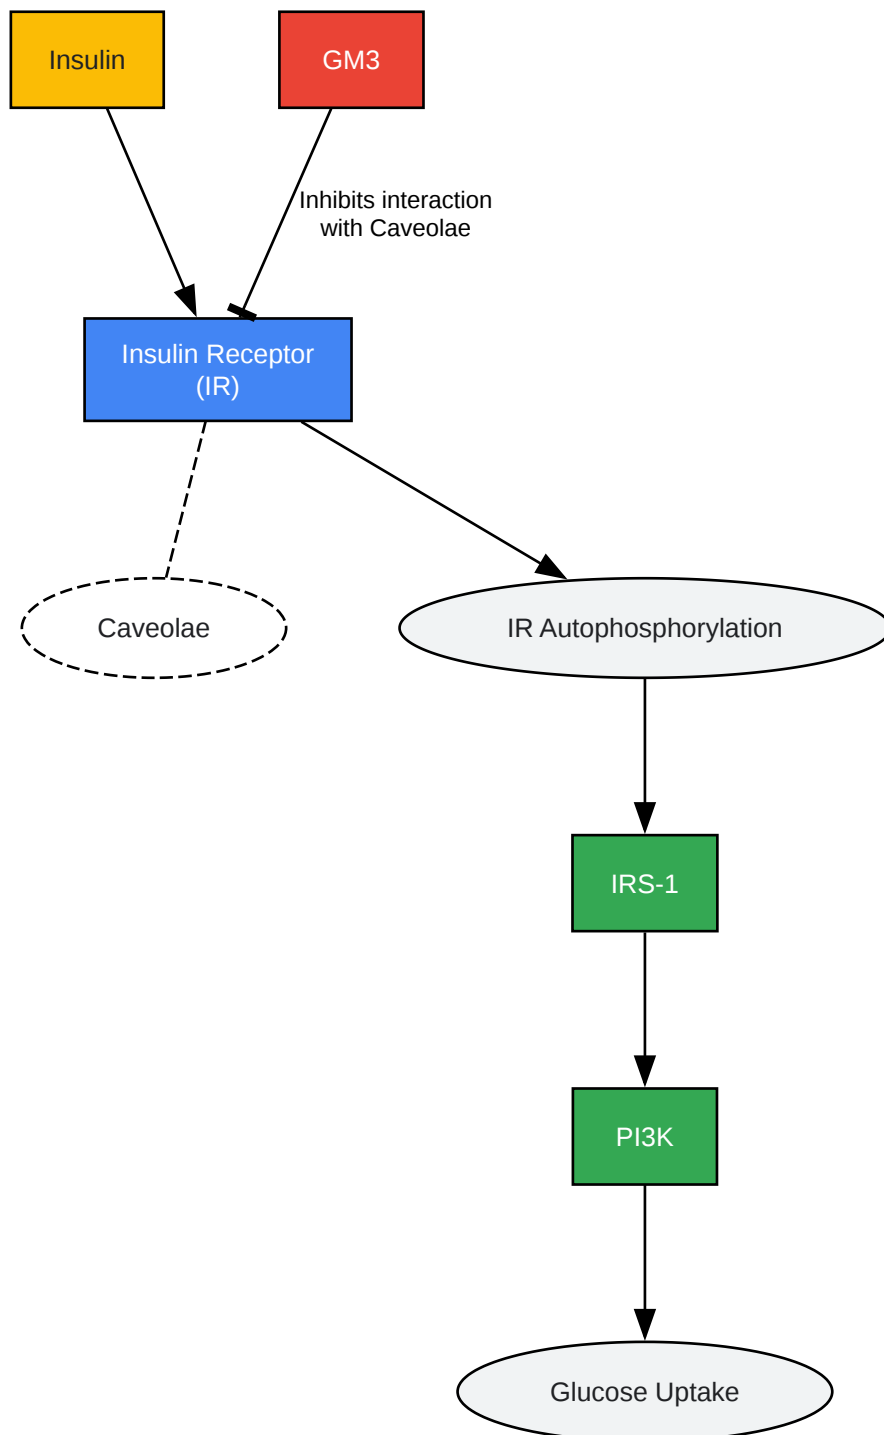 Insulin
GM3
Inhibits interaction
with Caveolae
Insulin Receptor
(IR)
Caveolae
IR Autophosphorylation
IRS-1
PI3K
Glucose Uptake